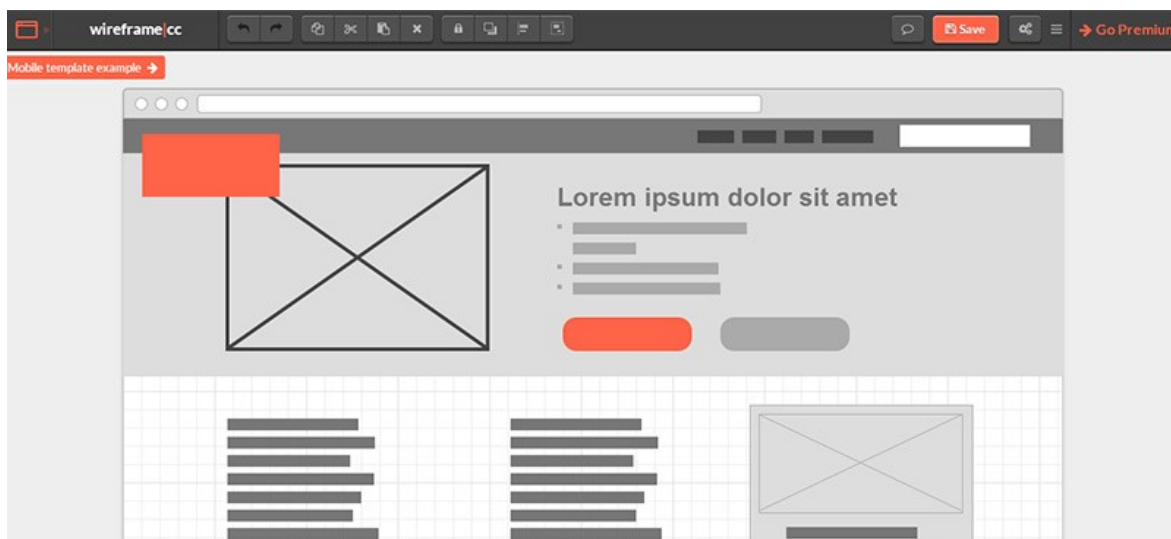 wireframe|cc
Save
Go Premium
Mobile template example
Lorem ipsum dolor sit amet